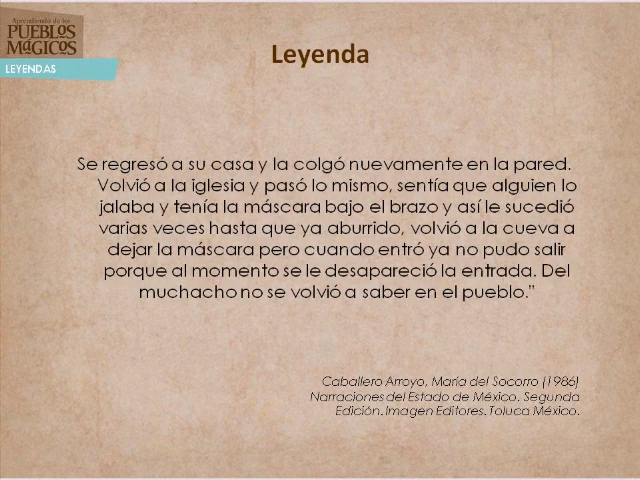 Aprendiendo de los
PUEBLOS
MáGICOS
LEYENDAS
Leyenda
Se regresó a su casa y la colgó nuevamente en la pared.
Volvió a la iglesia y pasó lo mismo, sentía que alguien lo
jalaba y tenía la máscara bajo el brazo y así le sucedió
varias veces hasta que ya aburrido, volvió a la cueva a
dejar la máscara pero cuando entró ya no pudo salir
porque al momento se le desapareció la entrada. Del
muchacho no se volvió a saber en el pueblo.”
Caballero Arroyo, María del Socorro (1986)
Narraciones del Estado de México. Segunda
Edición. Imagen Editores. Toluca México.